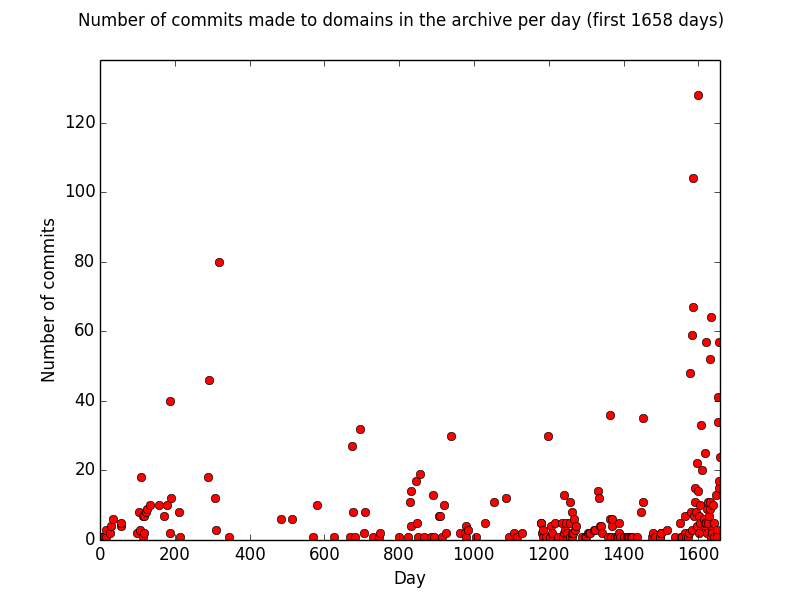 Number of commits made to domains in the archive per day (first 1658 days)
Number of commits
120
100
80
60
40
20
0
0 200 400 600 800 1000 1200 1400 1600
Day